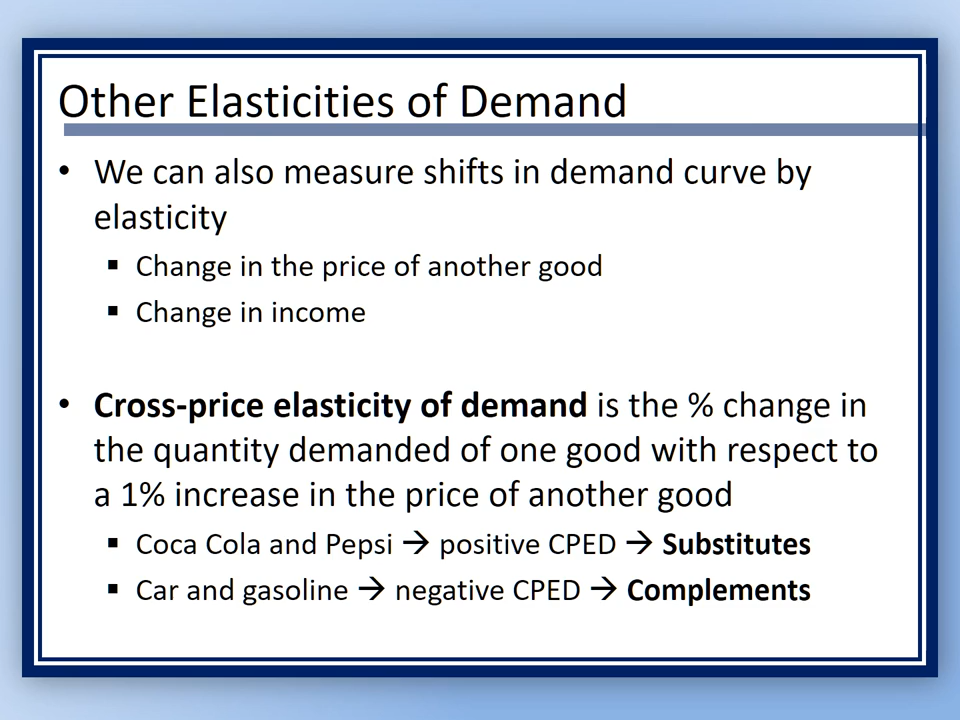 Other Elasticities of Demand
• We can also measure shifts in demand curve by
elasticity
▪ Change in the price of another good
▪ Change in income
• Cross-price elasticity of demand is the % change in
the quantity demanded of one good with respect to
a 1% increase in the price of another good
▪ Coca Cola and Pepsi → positive CPED → Substitutes
▪ Car and gasoline → negative CPED → Complements